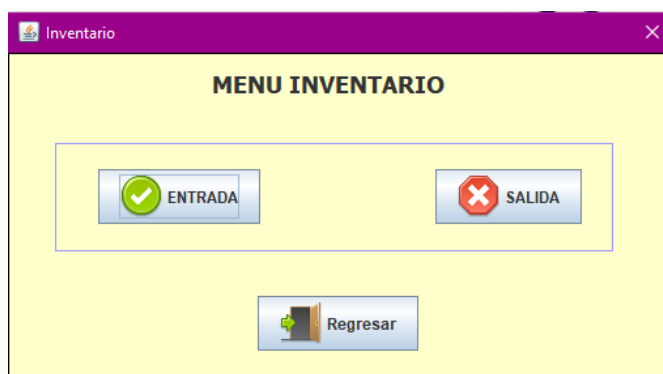 Inventario
MENU INVENTARIO
ENTRADA
SALIDA
Regresar